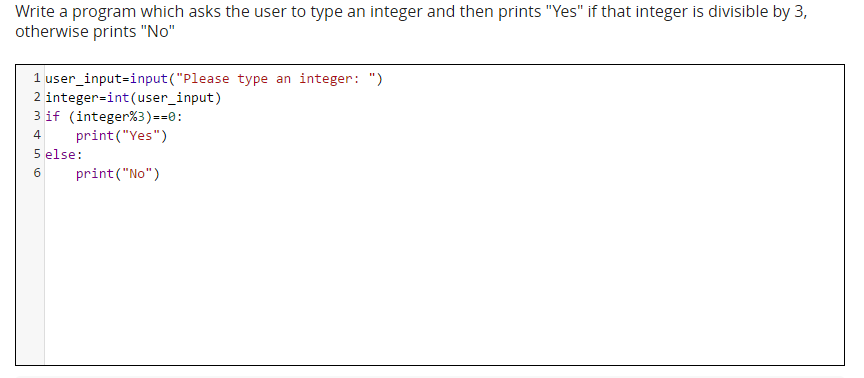 Write a program which asks the user to type an integer and then prints "Yes" if that integer is divisible by 3,
otherwise prints "No"
1 user_input=input("Please type an integer: ")
2 integer=int(user_input)
3 if (integer%3)==0:
4     print("Yes")
5 else:
6     print("No")